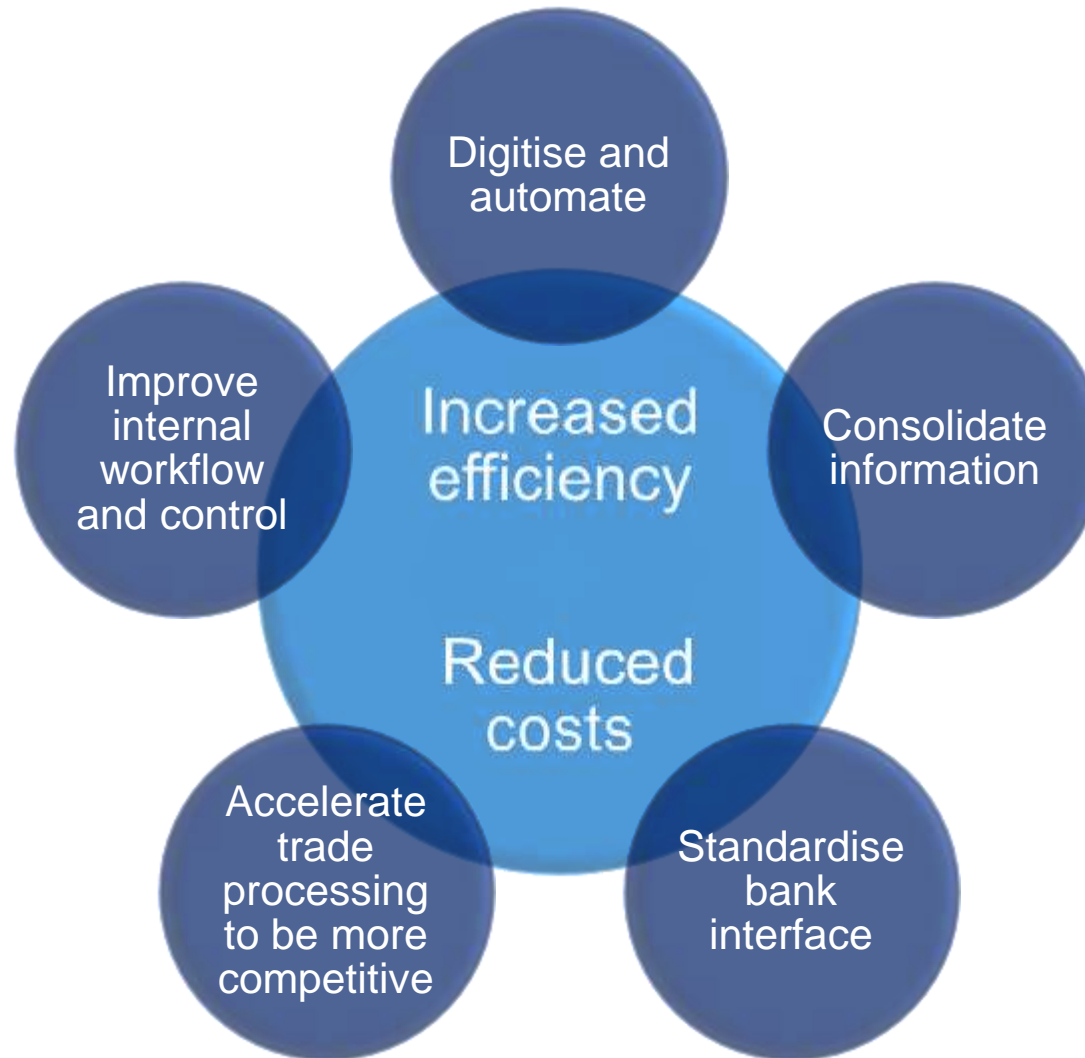 Digitise and
automate
Improve
internal
workflow
and control
Increased
efficiency
Consolidate
information
Reduced
costs
Accelerate
trade
processing
to be more
competitive
Standardise
bank
interface